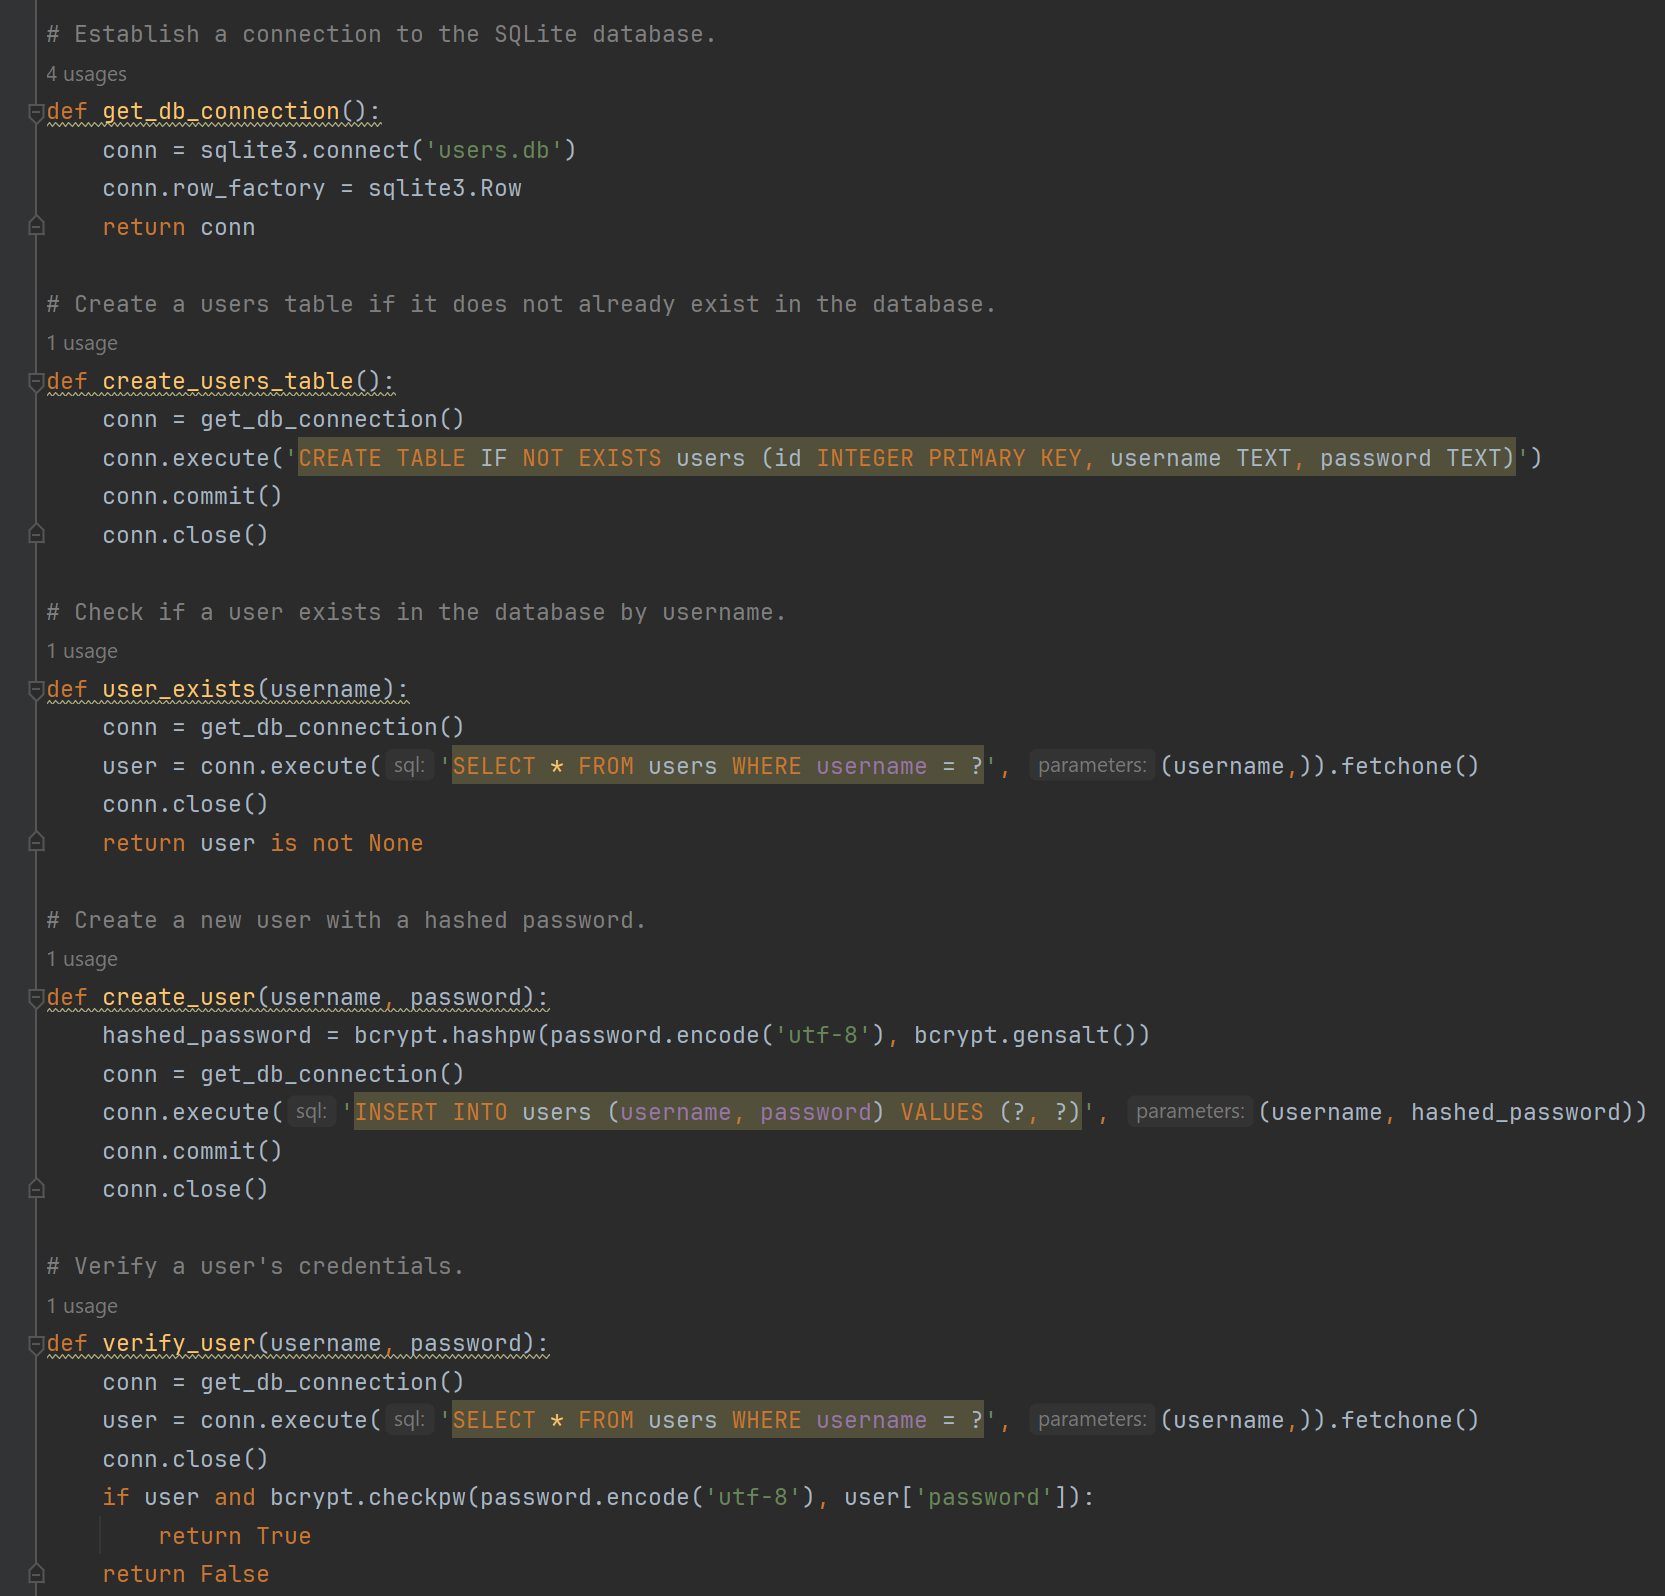 # Establish a connection to the SQLite database.
4 usages
def get_db_connection():
    conn = sqlite3.connect('users.db')
    conn.row_factory = sqlite3.Row
    return conn
# Create a users table if it does not already exist in the database.
1 usage
def create_users_table():
    conn = get_db_connection()
    conn.execute('CREATE TABLE IF NOT EXISTS users (id INTEGER PRIMARY KEY, username TEXT, password TEXT)')
    conn.commit()
    conn.close()
# Check if a user exists in the database by username.
1 usage
def user_exists(username):
    conn = get_db_connection()
    user = conn.execute( sql: 'SELECT * FROM users WHERE username = ?', parameters: (username,)).fetchone()
    conn.close()
    return user is not None
# Create a new user with a hashed password.
1 usage
def create_user(username, password):
    hashed_password = bcrypt.hashpw(password.encode('utf-8'), bcrypt.gensalt())
    conn = get_db_connection()
    conn.execute( sql: 'INSERT INTO users (username, password) VALUES (?, ?)', parameters: (username, hashed_password))
    conn.commit()
    conn.close()
# Verify a user's credentials.
1 usage
def verify_user(username, password):
    conn = get_db_connection()
    user = conn.execute( sql: 'SELECT * FROM users WHERE username = ?', parameters: (username,)).fetchone()
    conn.close()
    if user and bcrypt.checkpw(password.encode('utf-8'), user['password']):
        return True
    return False